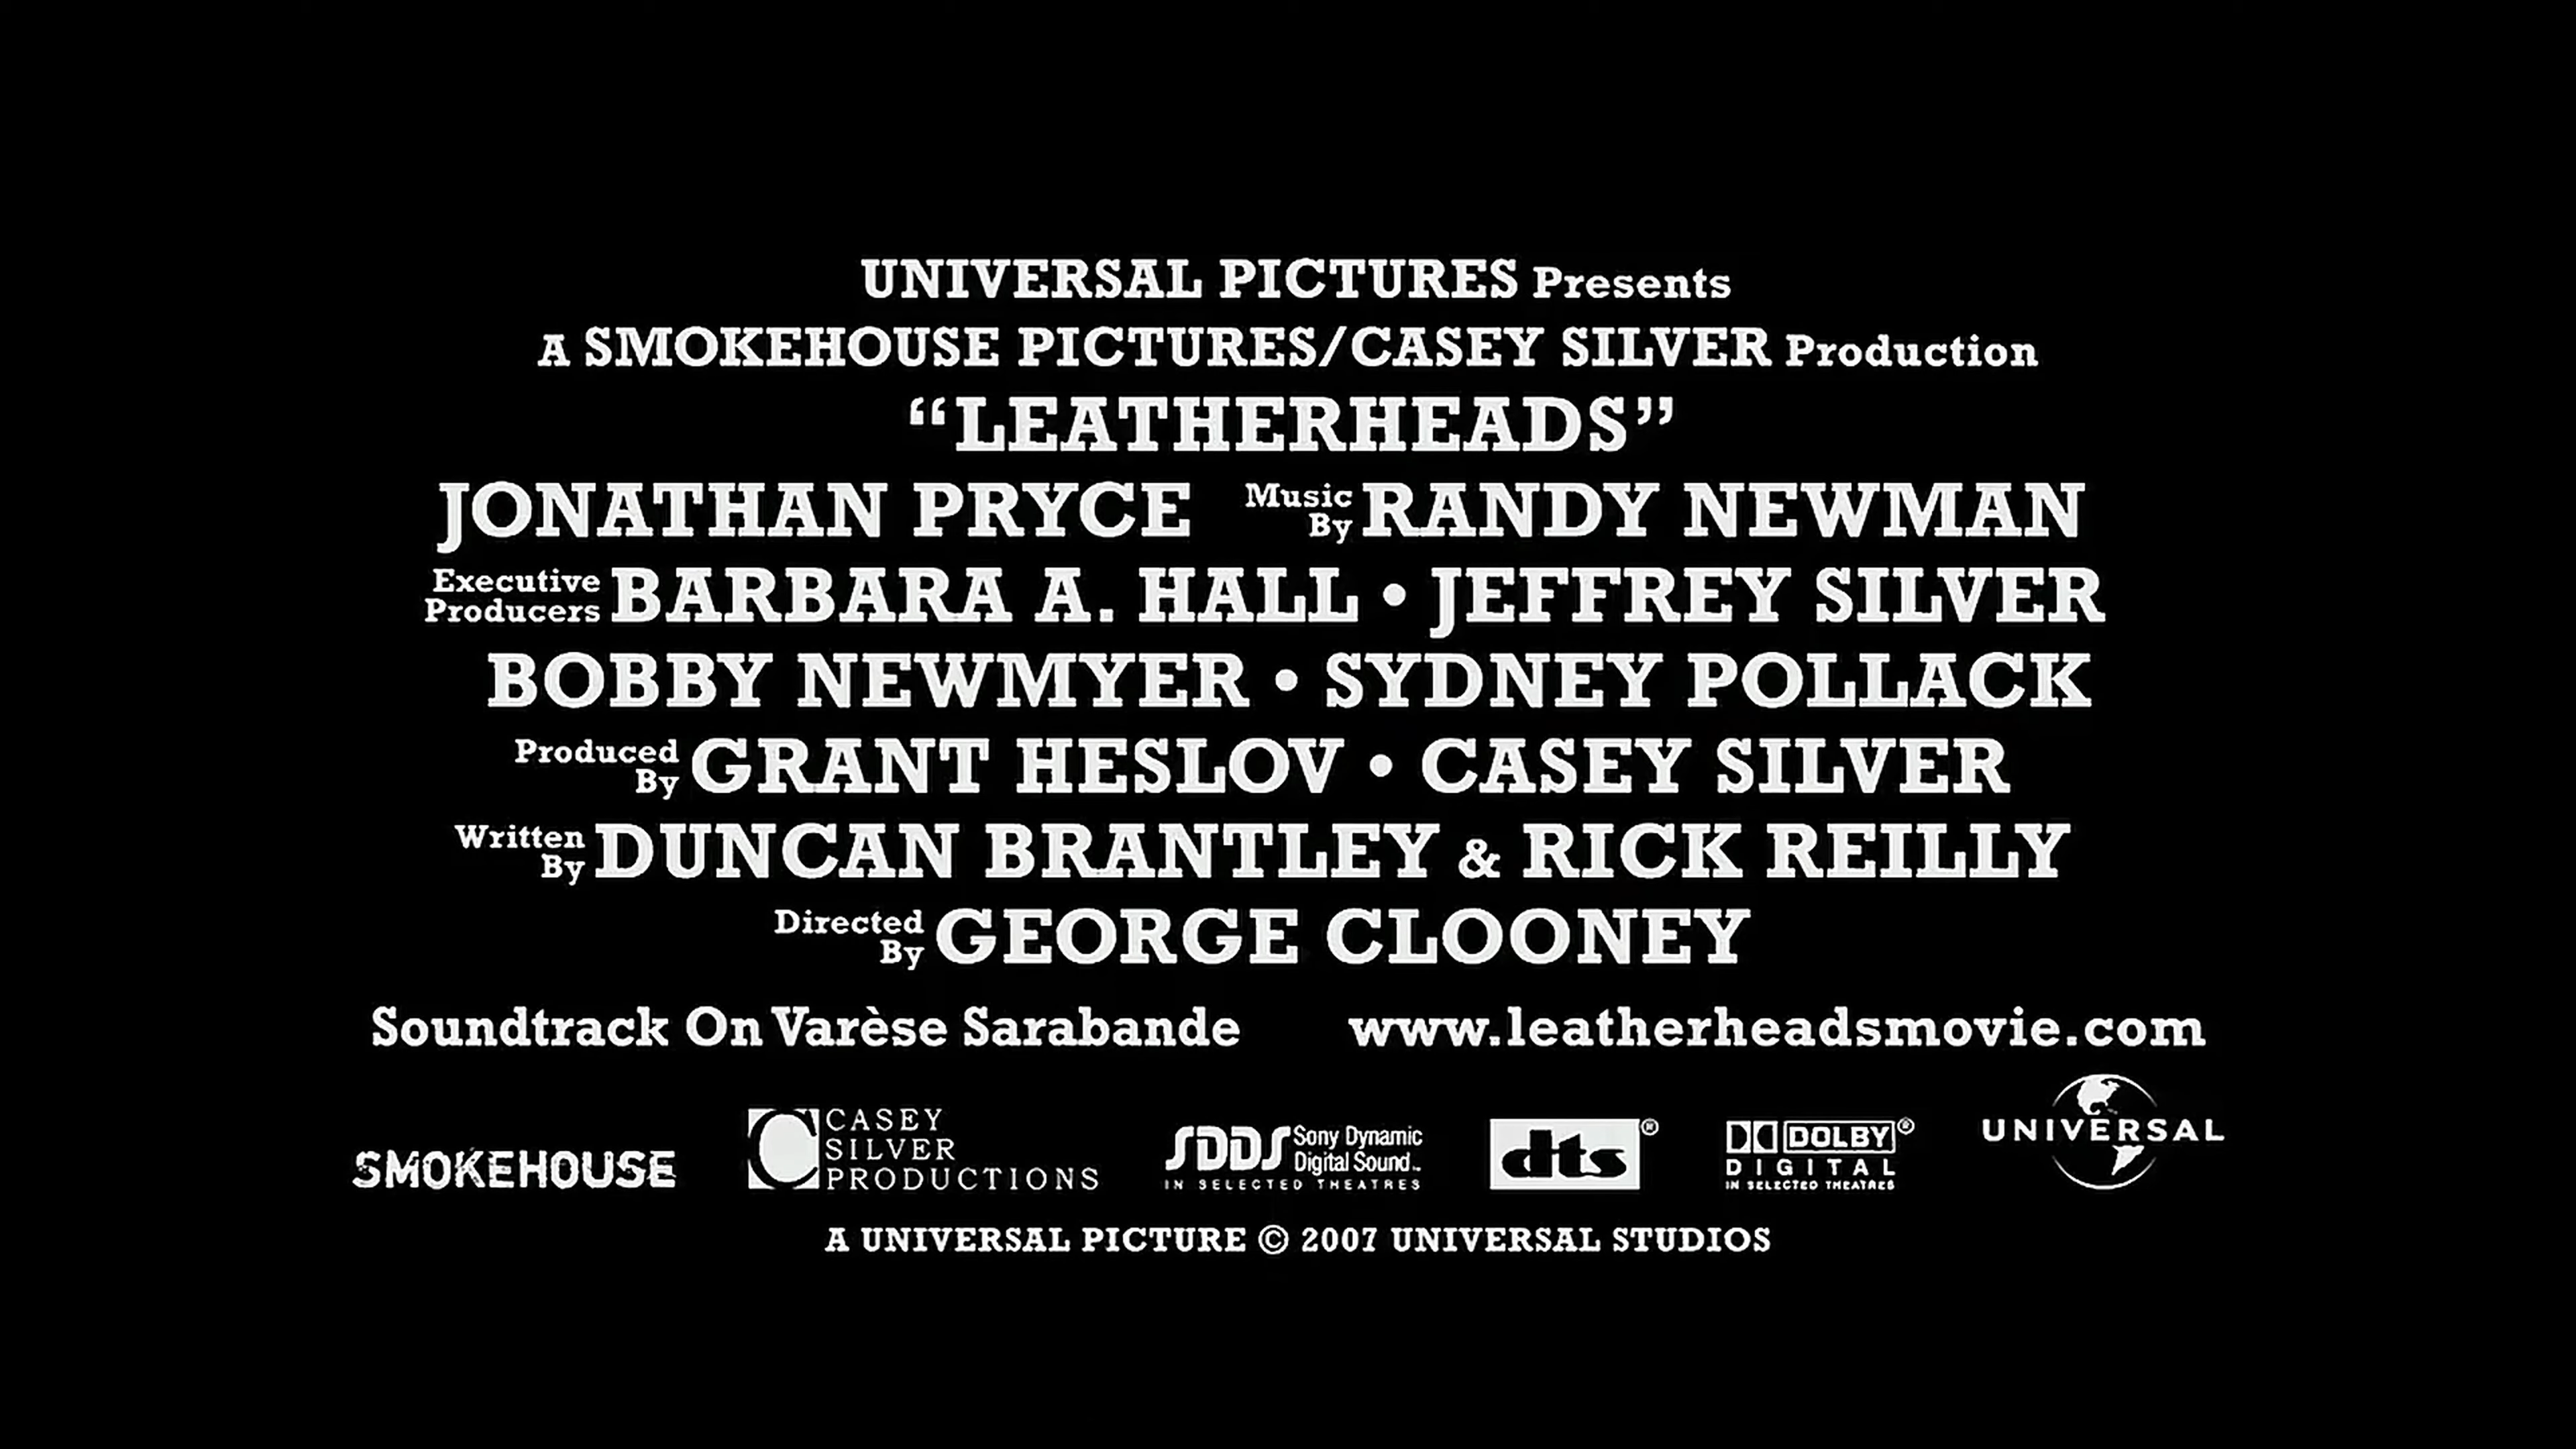 UNIVERSAL PICTURES Presents
A SMOKEHOUSE PICTURES/CASEY SILVER Production
“LEATHERHEADS”
JONATHAN PRYCE Music By RANDY NEWMAN
Executive Producers BARBARA A. HALL • JEFFREY SILVER
BOBBY NEWMYER • SYDNEY POLLACK
Produced By GRANT HESLOV • CASEY SILVER
Written By DUNCAN BRANTLEY & RICK REILLY
Directed By GEORGE CLOONEY
Soundtrack On Varèse Sarabande www.leatherheadsmovie.com
SMOKEHOUSE
CASEY
SILVER
PRODUCTIONS
SDDS Sony Dynamic
Digital Sound™
IN SELECTED THEATRES
dts®
DOLBY®
DIGITAL
IN SELECTED THEATRES
UNIVERSAL
A UNIVERSAL PICTURE © 2007 UNIVERSAL STUDIOS